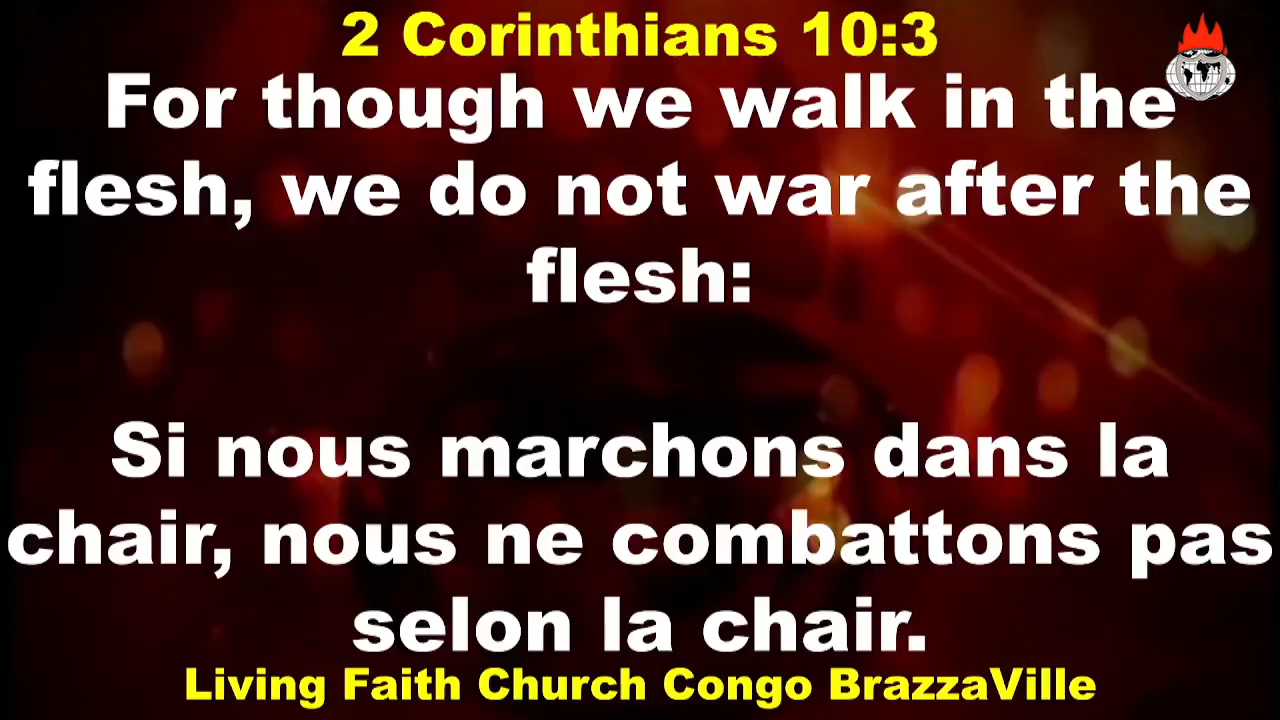 2 Corinthians 10:3
For though we walk in the
flesh, we do not war after the
flesh:
Si nous marchons dans la
chair, nous ne combattons pas
selon la chair.
Living Faith Church Congo BrazzaVille